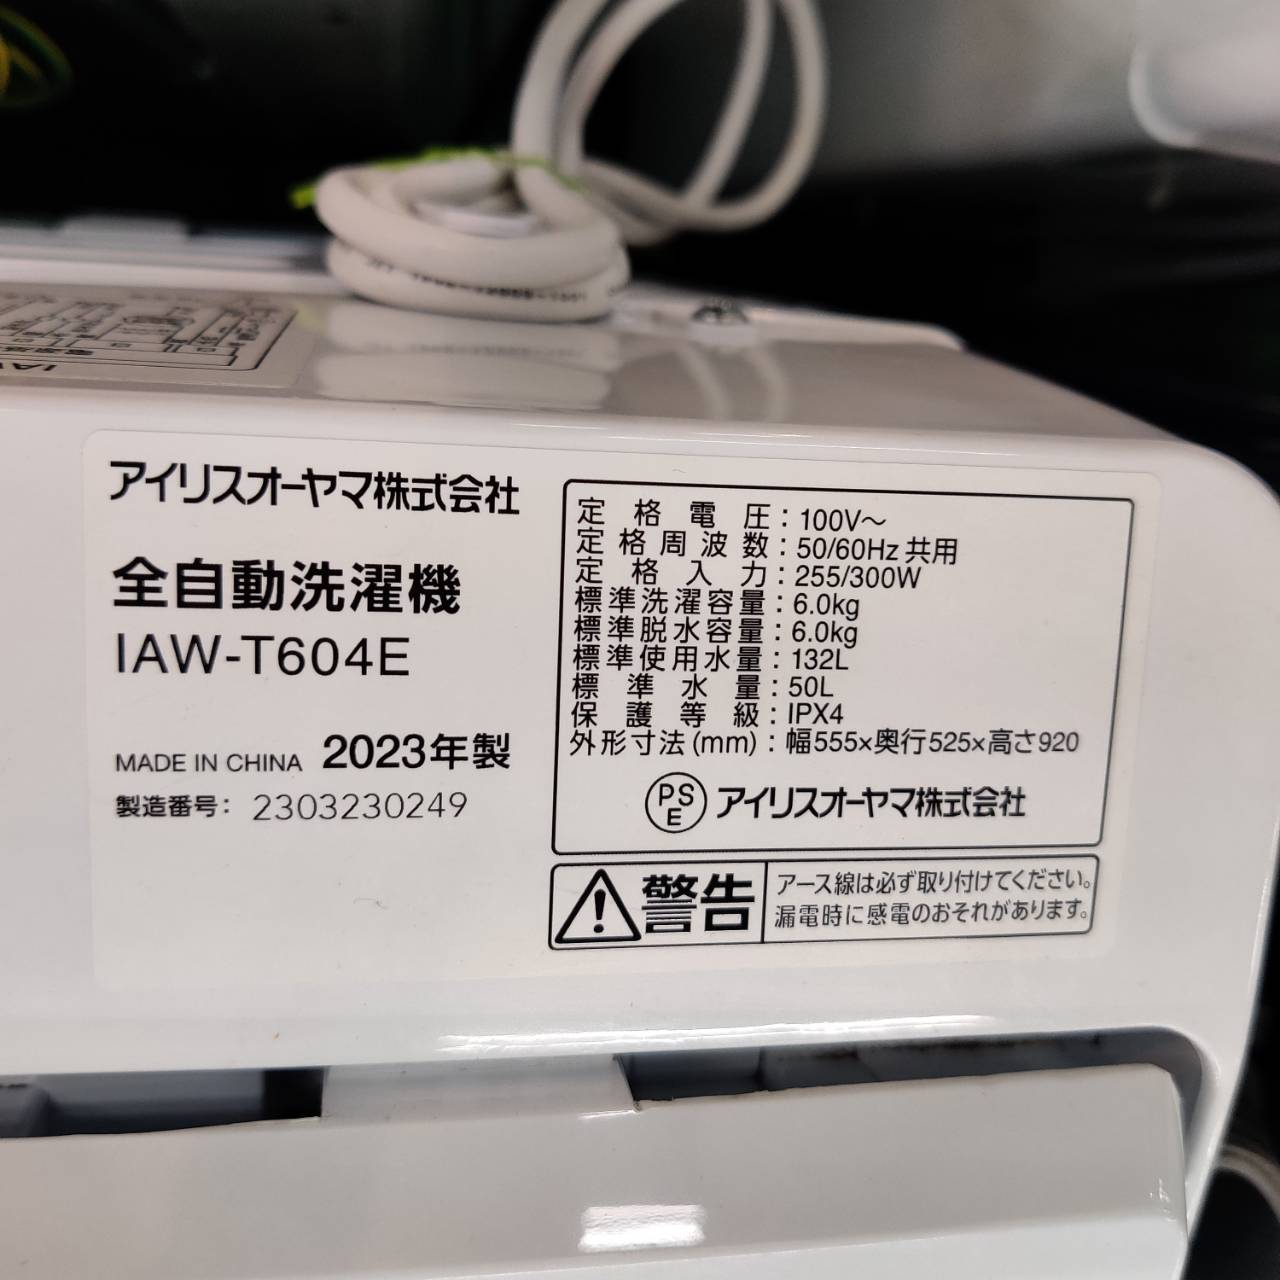 アイリスオーヤマ株式会社
全自動洗濯機
IAW-T604E
MADE IN CHINA 2023年製
製造番号: 2303230249
定格電圧：100V～
定格周波数：50/60Hz 共用
定格入力：255/300W
標準洗濯容量：6.0kg
標準脱水容量：6.0kg
標準使用水量：132L
標準水量：50L
保護等級：IPX4
外形寸法(mm)：幅555×奥行525×高さ920
PSE アイリスオーヤマ株式会社
警告
アース線は必ず取り付けてください。
漏電時に感電のおそれがあります。